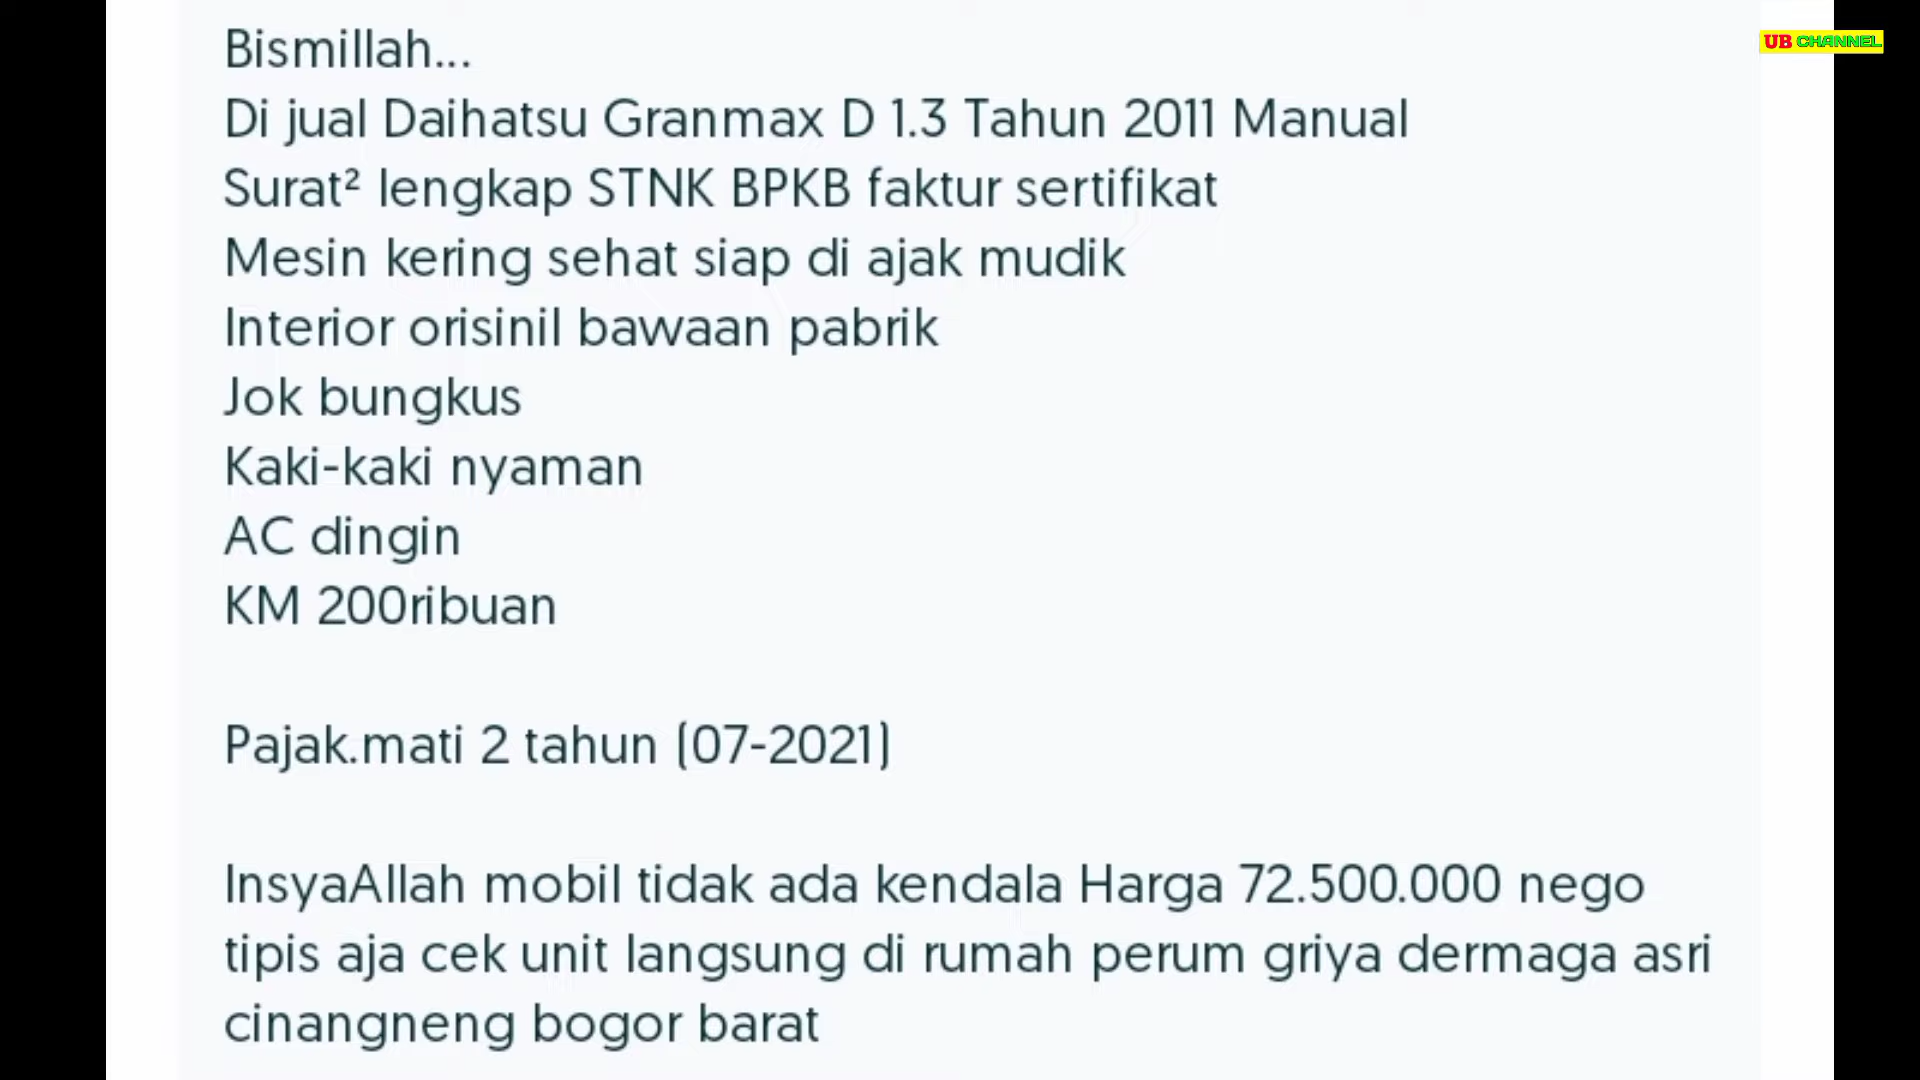 Bismillah...
UB CHANNEL
Di jual Daihatsu Granmax D 1.3 Tahun 2011 Manual
Surat² lengkap STNK BPKB faktur sertifikat
Mesin kering sehat siap di ajak mudik
Interior orisinil bawaan pabrik
Jok bungkus
Kaki-kaki nyaman
AC dingin
KM 200ribuan
Pajak.mati 2 tahun (07-2021)
InsyaAllah mobil tidak ada kendala Harga 72.500.000 nego
tipis aja cek unit langsung di rumah perum griya dermaga asri
cinangneng bogor barat